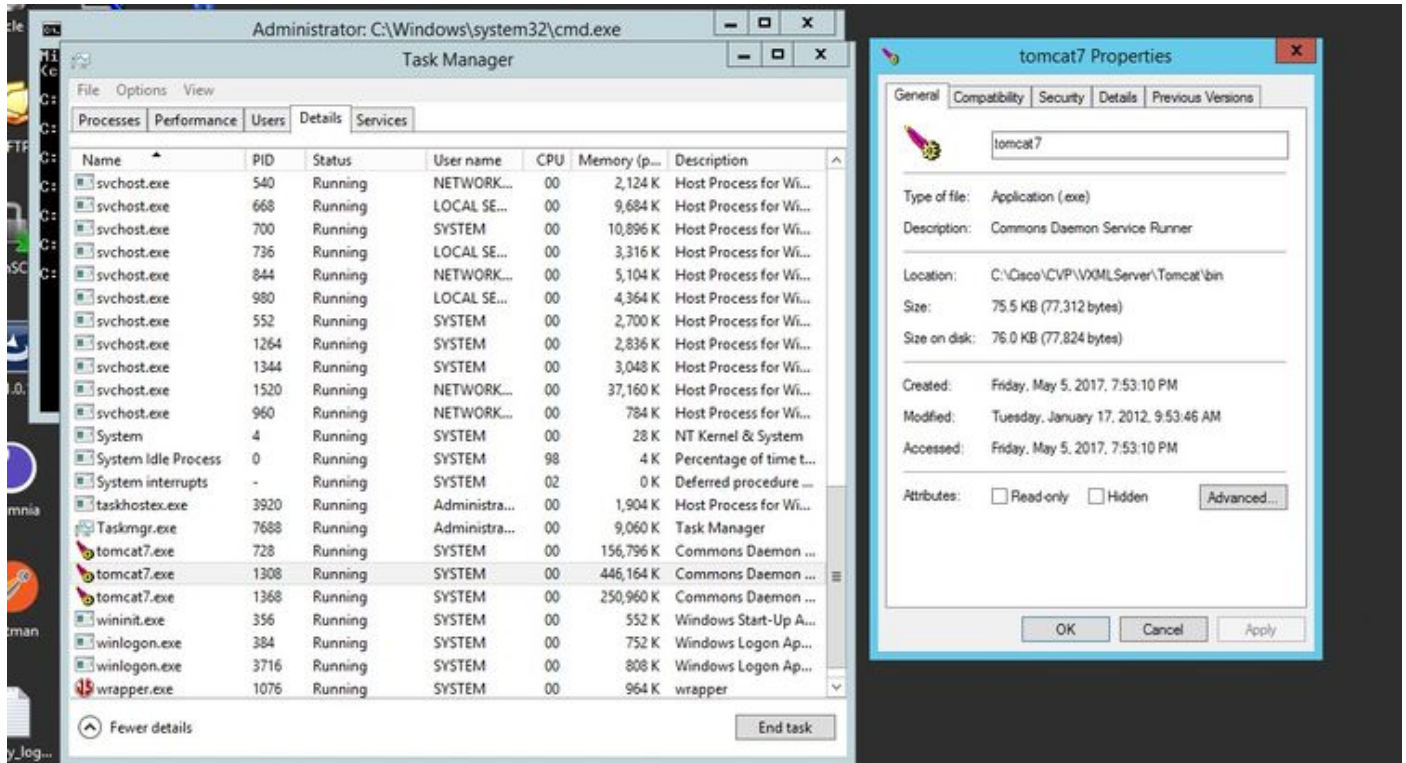 Administrator: C:\Windows\system32\cmd.exe
Task Manager
File Options View
Processes Performance Users Details Services
Name PID Status User name CPU Memory (p... Description
svchost.exe 540 Running NETWORK... 00 2,124 K Host Process for Wi...
svchost.exe 668 Running LOCAL SE... 00 9,684 K Host Process for Wi...
svchost.exe 700 Running SYSTEM 00 10,896 K Host Process for Wi...
svchost.exe 736 Running LOCAL SE... 00 3,316 K Host Process for Wi...
svchost.exe 844 Running NETWORK... 00 5,104 K Host Process for Wi...
svchost.exe 980 Running LOCAL SE... 00 4,364 K Host Process for Wi...
svchost.exe 552 Running SYSTEM 00 2,700 K Host Process for Wi...
svchost.exe 1264 Running SYSTEM 00 2,836 K Host Process for Wi...
svchost.exe 1344 Running SYSTEM 00 3,048 K Host Process for Wi...
svchost.exe 1520 Running NETWORK... 00 37,160 K Host Process for Wi...
svchost.exe 960 Running NETWORK... 00 784 K Host Process for Wi...
System 4 Running SYSTEM 00 28 K NT Kernel & System
System Idle Process 0 Running SYSTEM 98 4 K Percentage of time t...
System interrupts - Running SYSTEM 02 0 K Deferred procedure ...
taskhostex.exe 3920 Running Administra... 00 1,904 K Host Process for Wi...
Taskmgr.exe 7688 Running Administra... 00 9,060 K Task Manager
tomcat7.exe 728 Running SYSTEM 00 156,796 K Commons Daemon ...
tomcat7.exe 1308 Running SYSTEM 00 446,164 K Commons Daemon ...
tomcat7.exe 1368 Running SYSTEM 00 250,960 K Commons Daemon ...
wininit.exe 356 Running SYSTEM 00 552 K Windows Start-Up A...
winlogon.exe 384 Running SYSTEM 00 752 K Windows Logon Ap...
winlogon.exe 3716 Running SYSTEM 00 808 K Windows Logon Ap...
wrapper.exe 1076 Running SYSTEM 00 964 K wrapper
Fewer details End task
tomcat7 Properties
General Compatibility Security Details Previous Versions
tomcat7
Type of file: Application (.exe)
Description: Commons Daemon Service Runner
Location: C:\Cisco\CVP\VXMLServer\Tomcat\bin
Size: 75.5 KB (77,312 bytes)
Size on disk: 76.0 KB (77,824 bytes)
Created: Friday, May 5, 2017, 7:53:10 PM
Modified: Tuesday, January 17, 2012, 9:53:46 AM
Accessed: Friday, May 5, 2017, 7:53:10 PM
Attributes: Read-only Hidden Advanced...
OK Cancel Apply